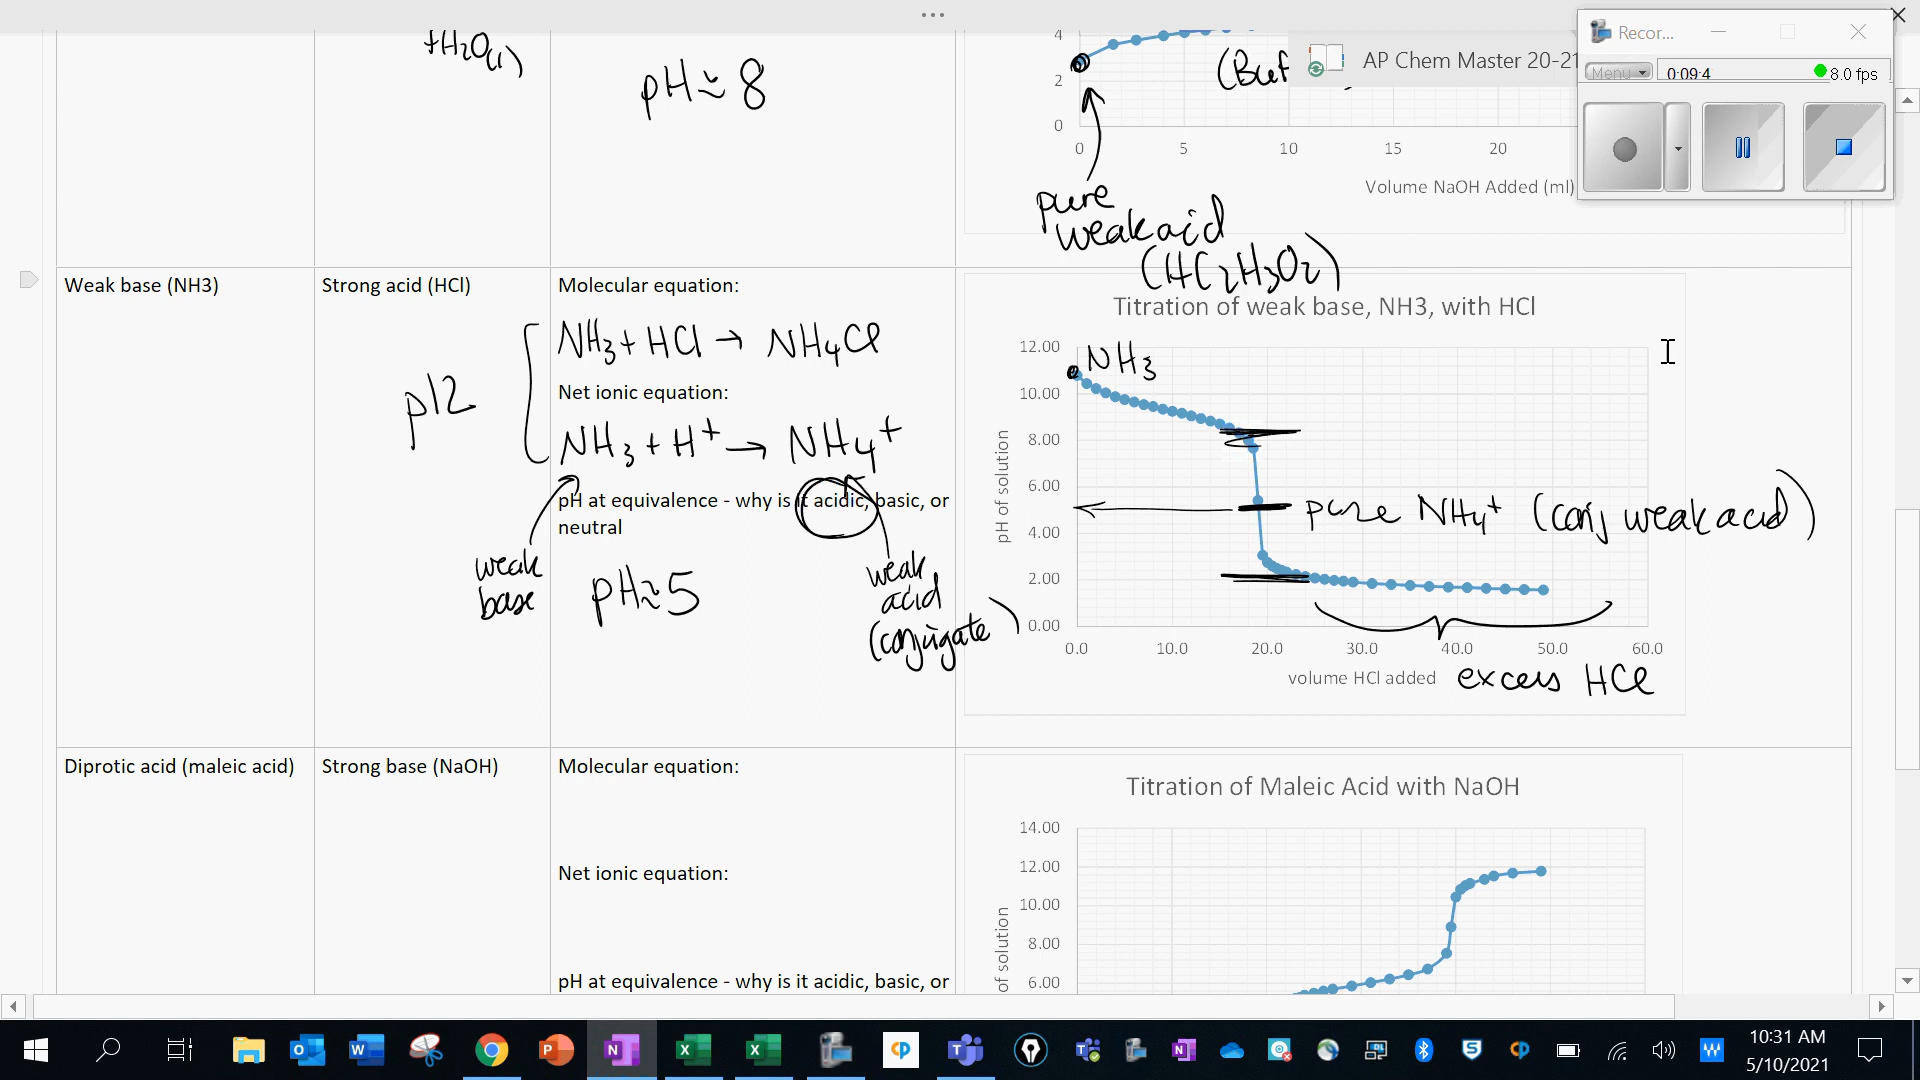 Recor...
Menu
0:09:4
8.0 fps
AP Chem Master 20-21
+H2O(l)
pH ≈ 8
4
2
0
0 5 10 15 20
Volume NaOH Added (ml)
pure
weak acid
(HC2H3O2)
Weak base (NH3)
Strong acid (HCl)
Molecular equation:
NH3 + HCl → NH4Cl
Net ionic equation:
NH3 + H+ → NH4+
pH at equivalence - why is it acidic, basic, or
neutral
weak
base
pH ≈ 5
weak
acid
(conjugate)
Titration of weak base, NH3, with HCl
12.00
10.00
8.00
6.00
4.00
2.00
0.00
pH of solution
NH3
pure NH4+ (conj weak acid)
0.0 10.0 20.0 30.0 40.0 50.0 60.0
volume HCl added
excess HCl
Diprotic acid (maleic acid)
Strong base (NaOH)
Molecular equation:
Net ionic equation:
pH at equivalence - why is it acidic, basic, or
Titration of Maleic Acid with NaOH
14.00
12.00
10.00
8.00
6.00
of solution
10:31 AM
5/10/2021